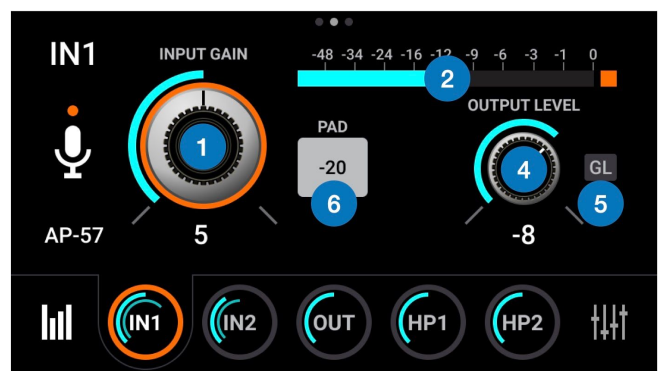 IN1
INPUT GAIN
-48 -34 -24 -16 -12 -9 -6 -3 -1 0
2
OUTPUT LEVEL
PAD
-20
1
4
GL
6
5
AP-57
5
-8
IN1
IN2
OUT
HP1
HP2